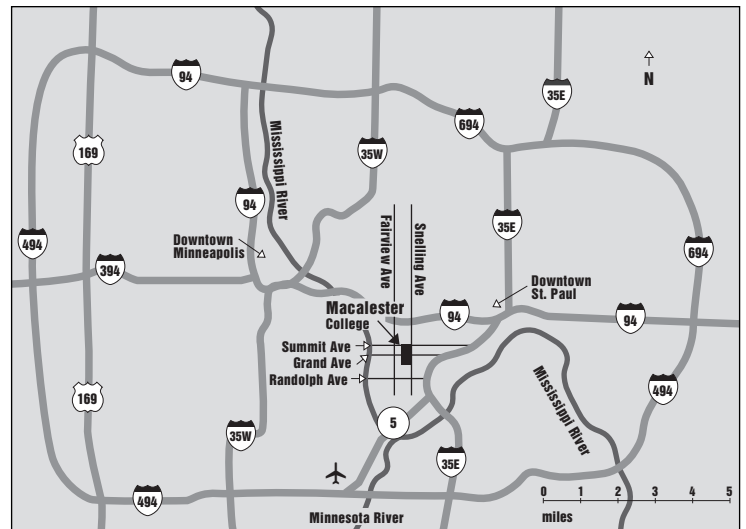 94
35E
N
694
169
35W
Mississippi River
94
35E
494
Downtown
Minneapolis
Fairview Ave
Snelling Ave
694
394
Downtown
St. Paul
Macalester
College
94
94
Summit Ave
Grand Ave
Randolph Ave
Mississippi River
169
494
5
35W
35E
494
0 1 2 3 4 5
miles
Minnesota River